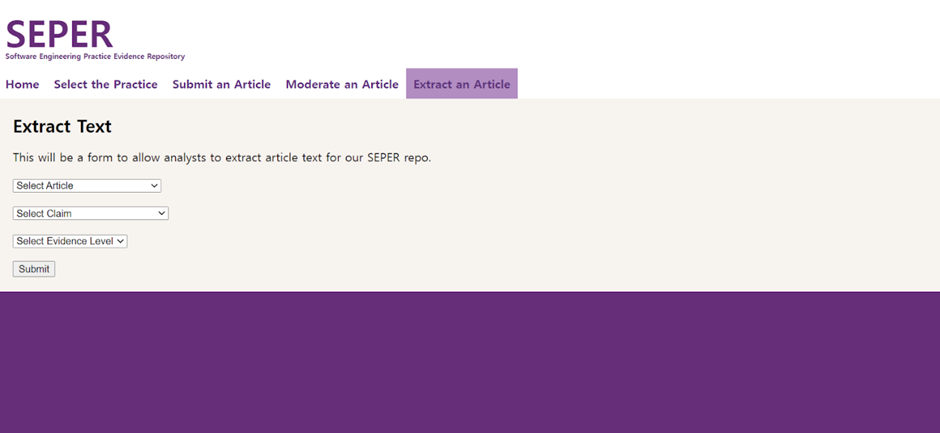 SEPER
Software Engineering Practice Evidence Repository
Home Select the Practice Submit an Article Moderate an Article Extract an Article
Extract Text
This will be a form to allow analysts to extract article text for our SEPER repo.
Select Article
Select Claim
Select Evidence Level
Submit